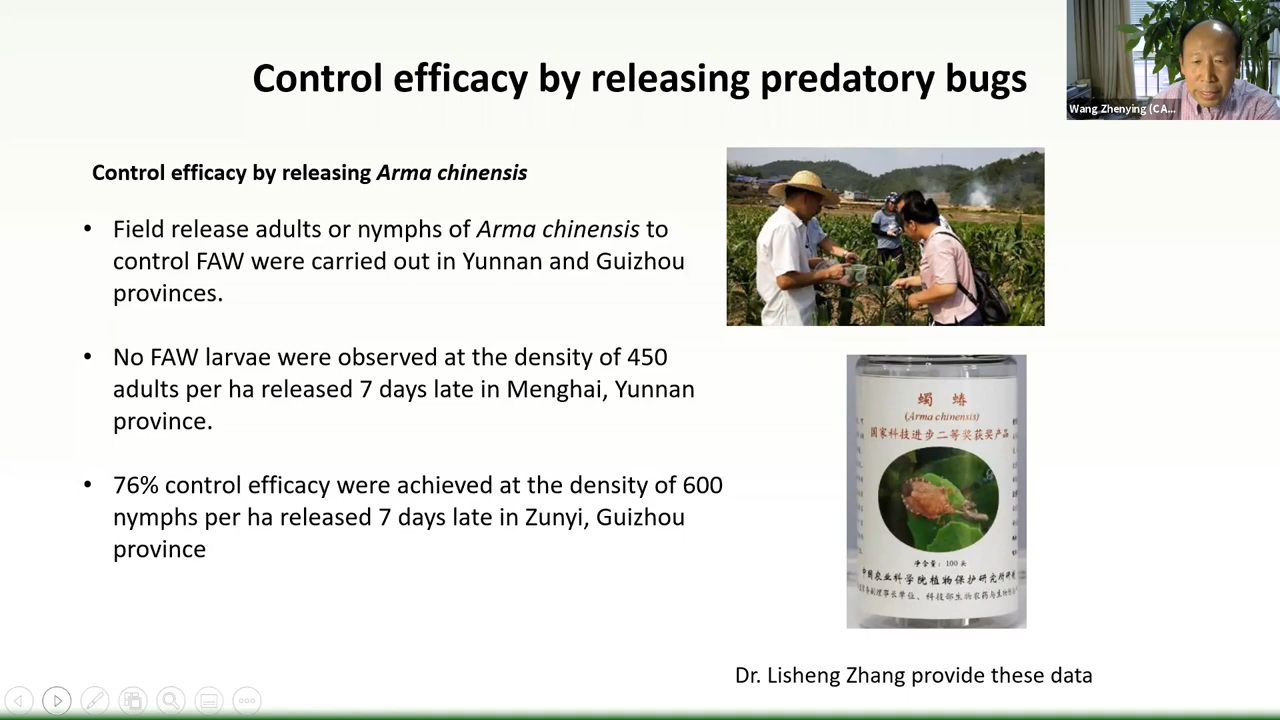 Control efficacy by releasing predatory bugs
Wang Zhenying (CA...
Control efficacy by releasing Arma chinensis
• Field release adults or nymphs of Arma chinensis to
control FAW were carried out in Yunnan and Guizhou
provinces.
• No FAW larvae were observed at the density of 450
adults per ha released 7 days late in Menghai, Yunnan
province.
• 76% control efficacy were achieved at the density of 600
nymphs per ha released 7 days late in Zunyi, Guizhou
province
蠋 蝽
(Arma chinensis)
国家科技进步二等奖获奖产品
净含量：100头
中国农业科学院植物保护研究所研制
Dr. Lisheng Zhang provide these data